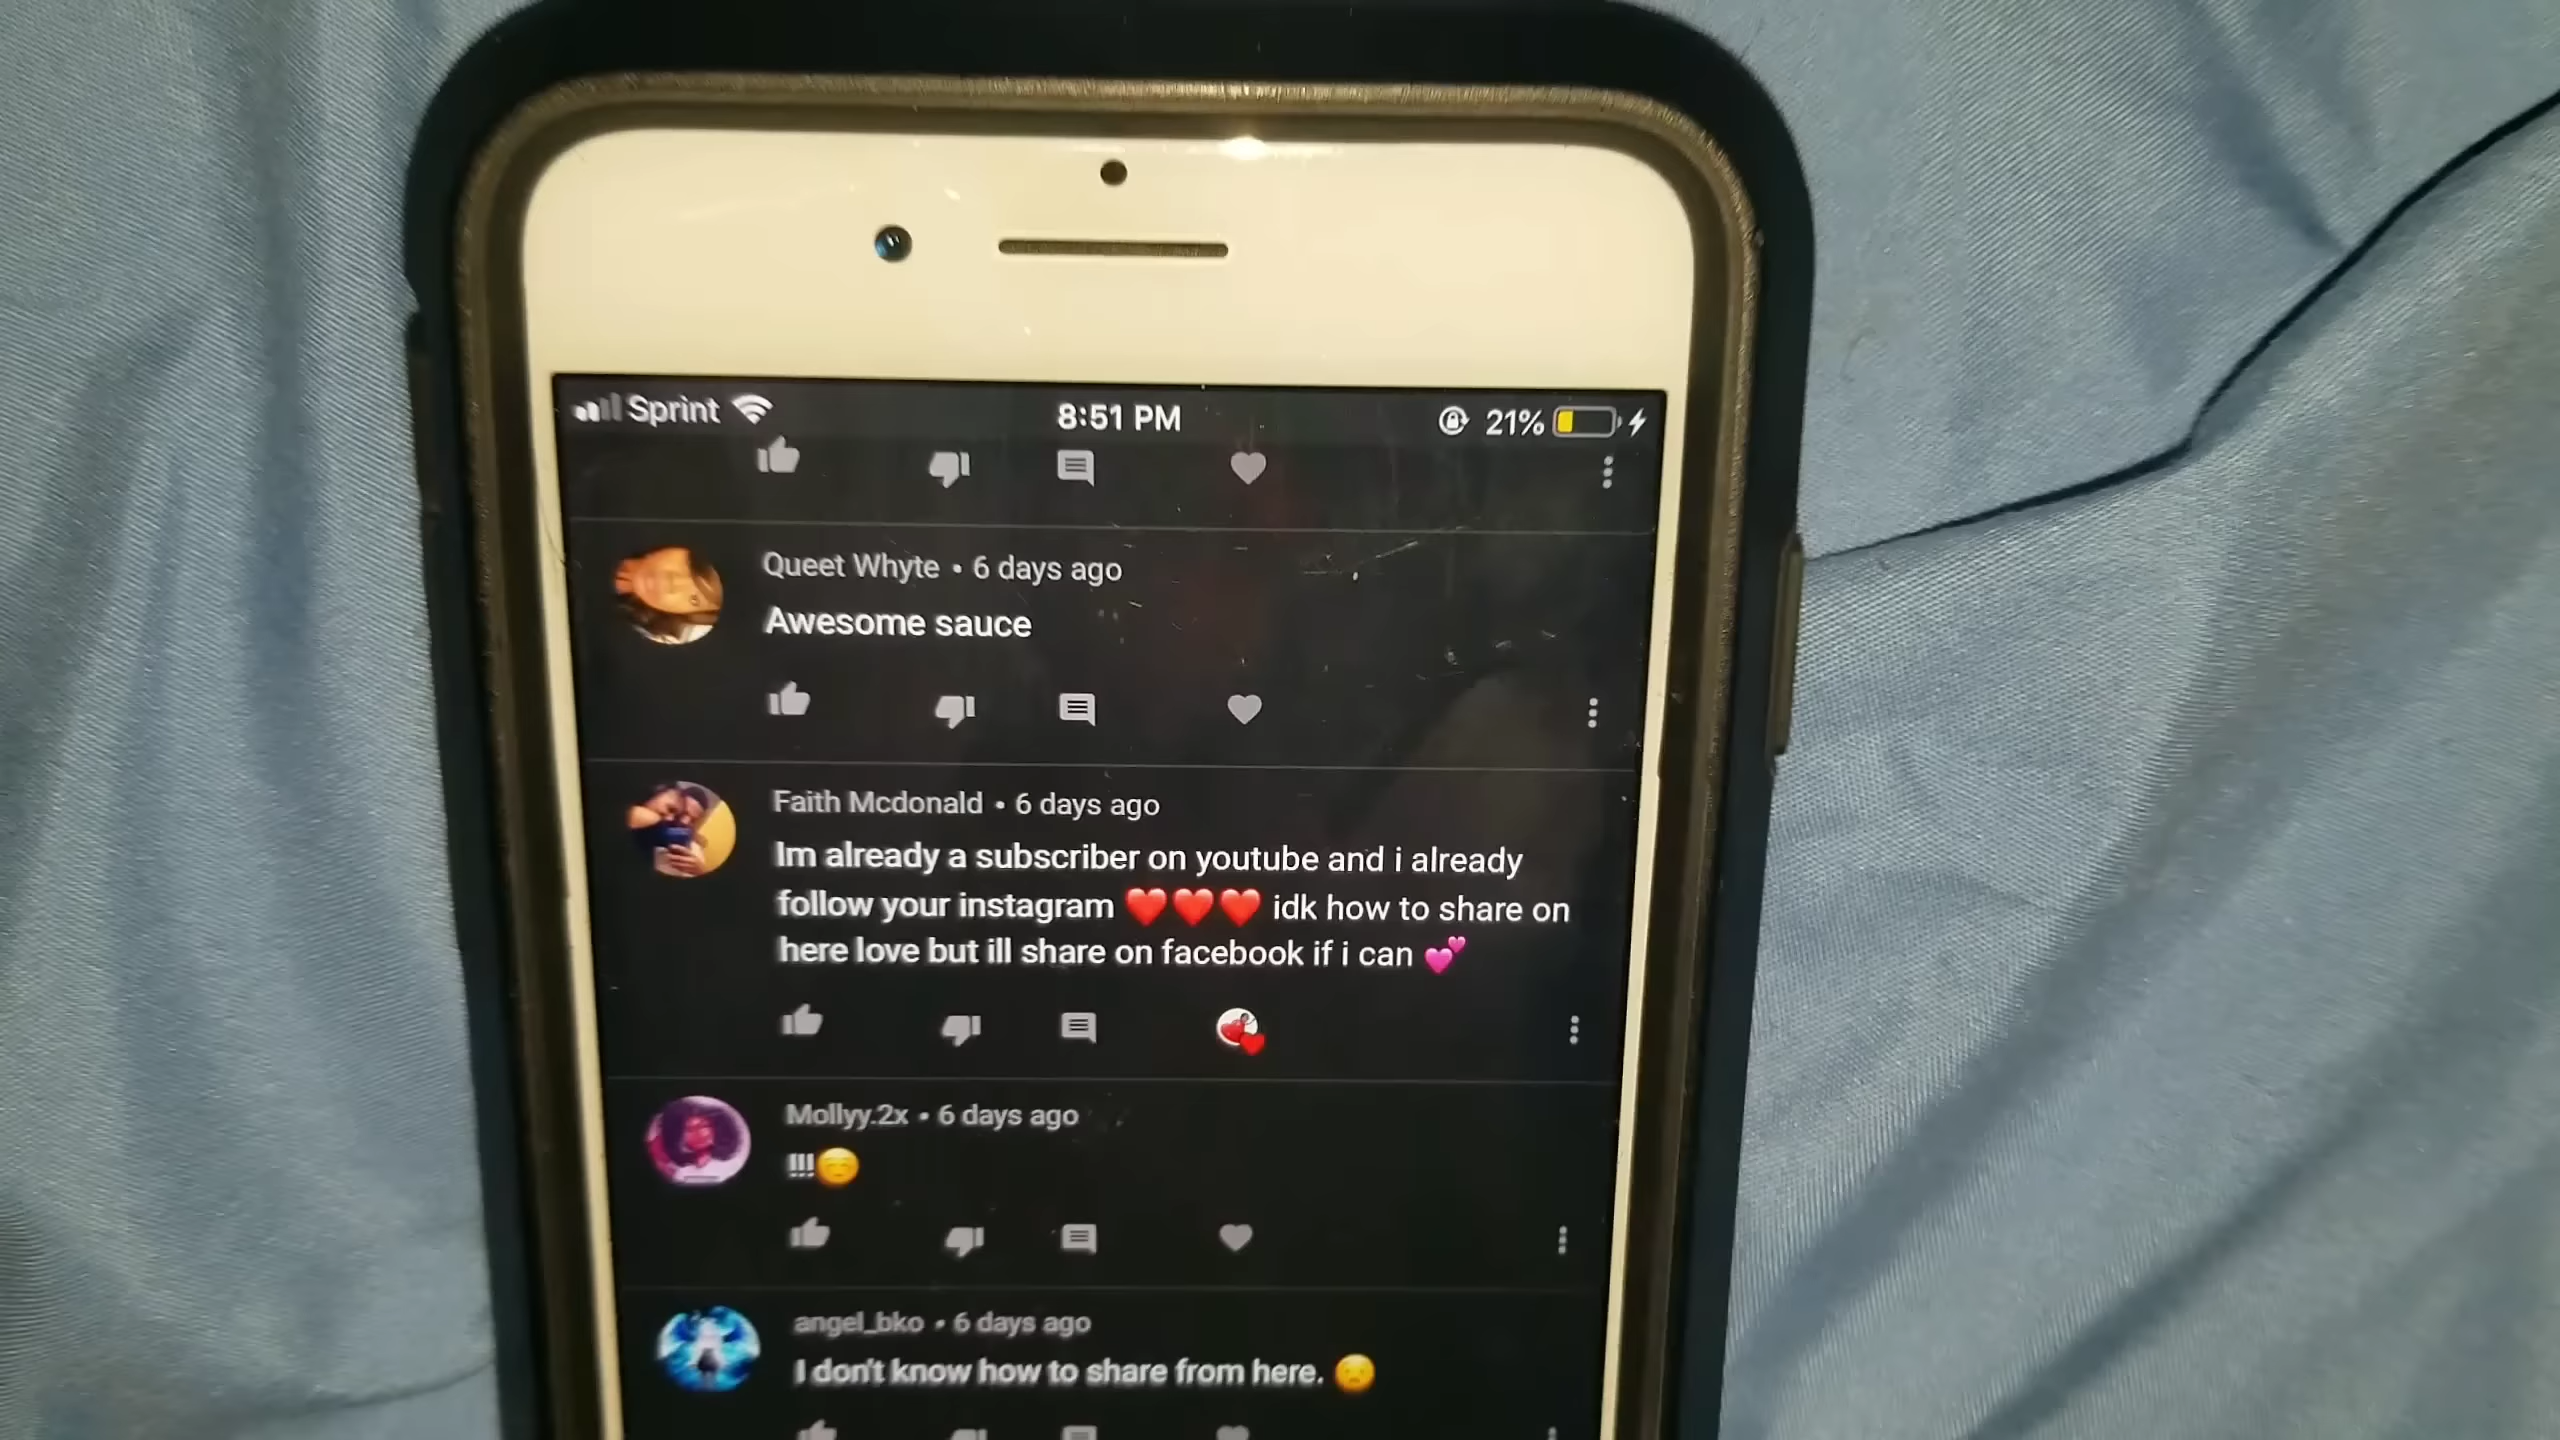 Sprint 8:51 PM 21%
Queet Whyte • 6 days ago
Awesome sauce
Faith Mcdonald • 6 days ago
Im already a subscriber on youtube and i already
follow your instagram ❤️❤️❤️ idk how to share on
here love but ill share on facebook if i can 💕
Mollyy.2x • 6 days ago
!!!😊
angel_bko • 6 days ago
I don't know how to share from here. 😟